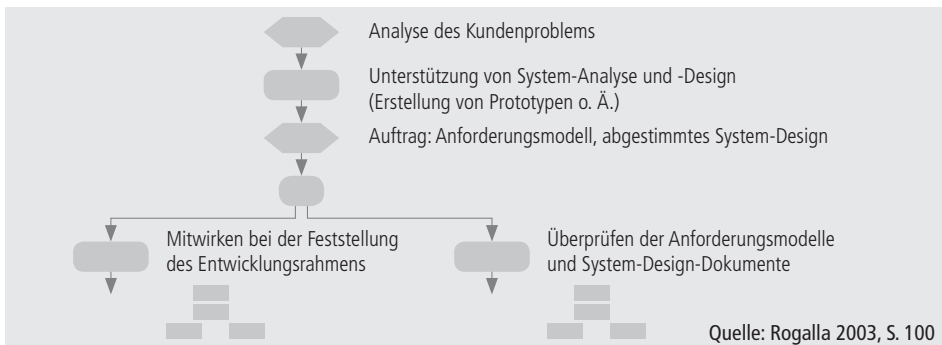 Analyse des Kundenproblems
Unterstützung von System-Analyse und -Design
(Erstellung von Prototypen o. Ä.)
Auftrag: Anforderungsmodell, abgestimmtes System-Design
Mitwirken bei der Feststellung
des Entwicklungsrahmens
Überprüfen der Anforderungsmodelle
und System-Design-Dokumente
Quelle: Rogalla 2003, S. 100